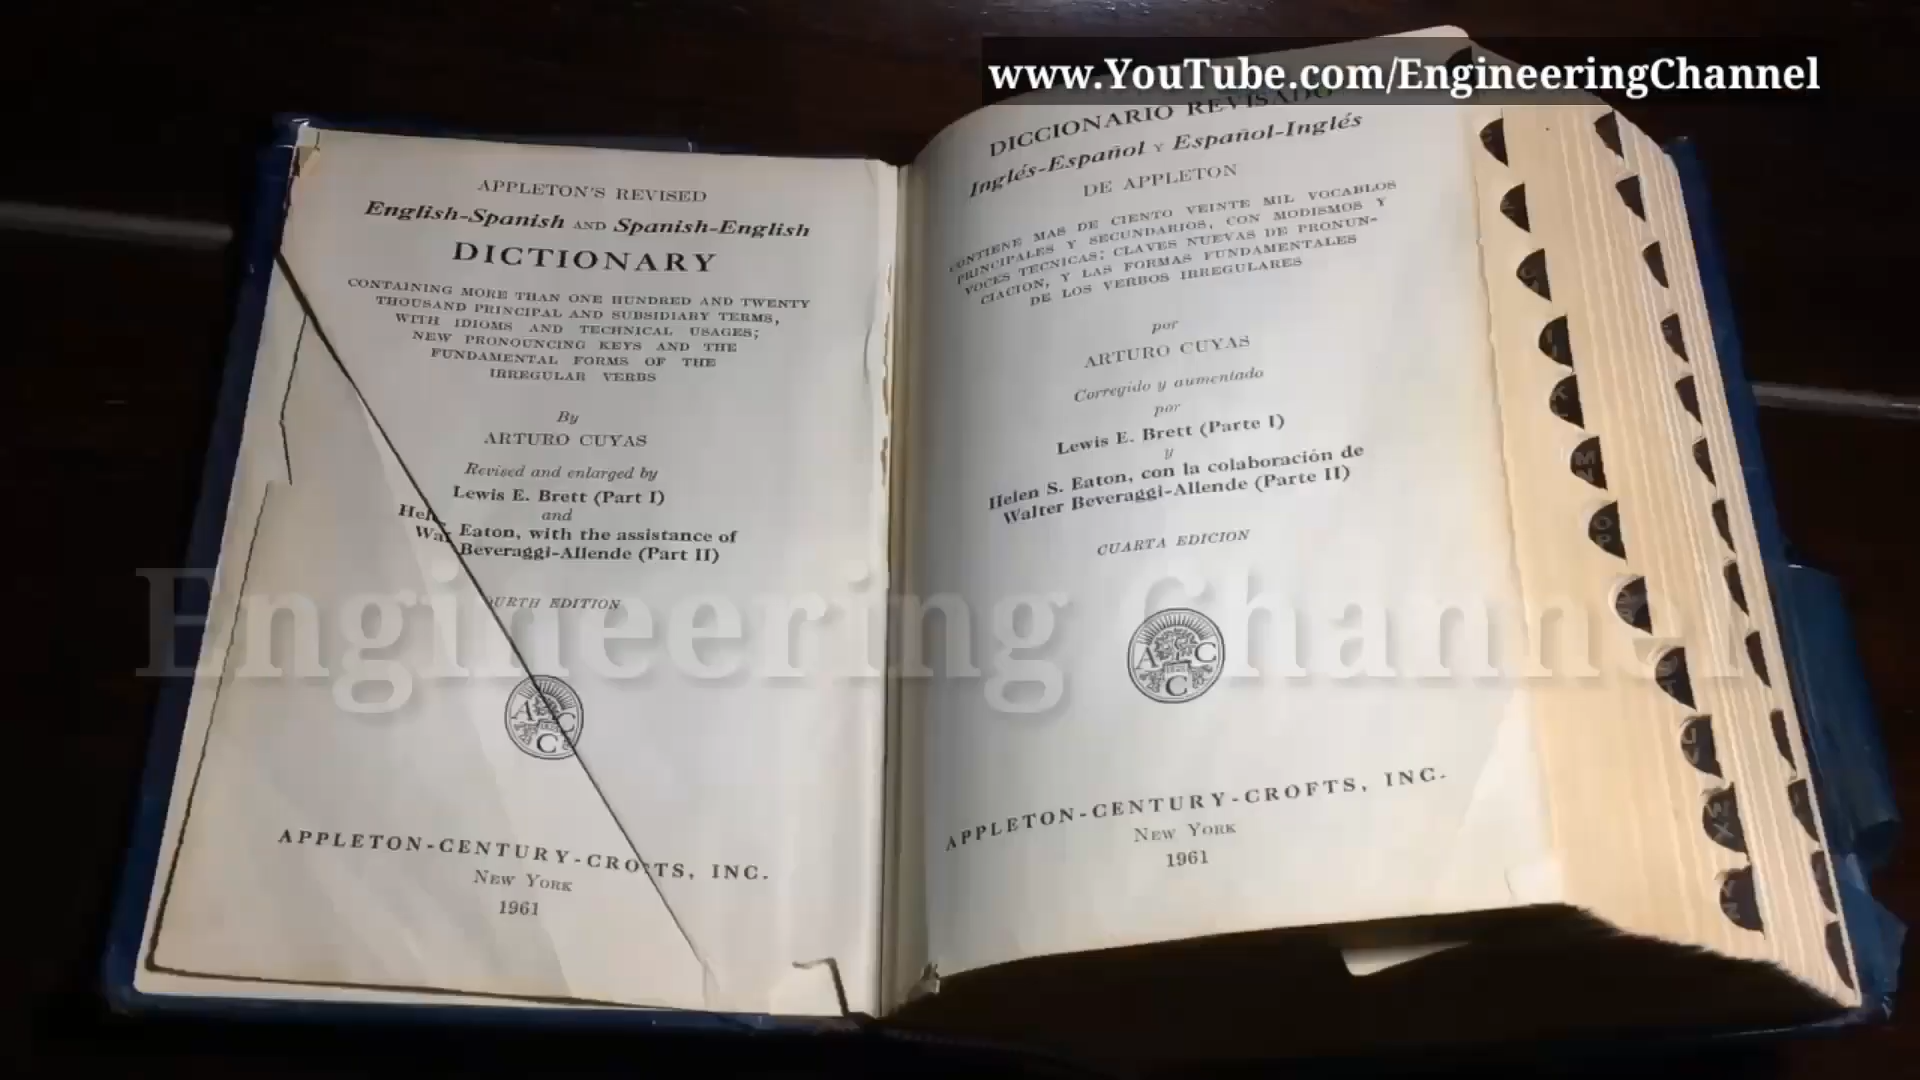 www.YouTube.com/EngineeringChannel
APPLETON'S REVISED
English-Spanish AND Spanish-English
DICTIONARY
CONTAINING MORE THAN ONE HUNDRED AND TWENTY
THOUSAND PRINCIPAL AND SUBSIDIARY TERMS,
WITH IDIOMS AND TECHNICAL USAGES;
NEW PRONOUNCING KEYS AND THE
FUNDAMENTAL FORMS OF THE
IRREGULAR VERBS
By
ARTURO CUYAS
Revised and enlarged by
Lewis E. Brett (Part I)
and
Eaton, with the assistance of
Beveraggi-Allende (Part II)
EDITION
A C C
APPLETON-CENTURY-CROFTS, INC.
NEW YORK
1961
DICCIONARIO REVISADO
Inglés-Español Y Español-Inglés
DE APPLETON
CONTIENE MAS DE CIENTO VEINTE MIL VOCABLOS
PRINCIPALES Y SECUNDARIOS, CON MODISMOS Y
VOCES TECNICAS; CLAVES NUEVAS DE PRONUN-
CIACION, Y LAS FORMAS FUNDAMENTALES
DE LOS VERBOS IRREGULARES
por
ARTURO CUYAS
Corregido y aumentado
por
Lewis E. Brett (Parte I)
y
Helen S. Eaton, con la colaboración de
Walter Beveraggi-Allende (Parte II)
CUARTA EDICION
A C C
APPLETON-CENTURY-CROFTS, INC.
NEW YORK
1961
Engineering Channel
K L
M N
O P
U V
W X
Y Z